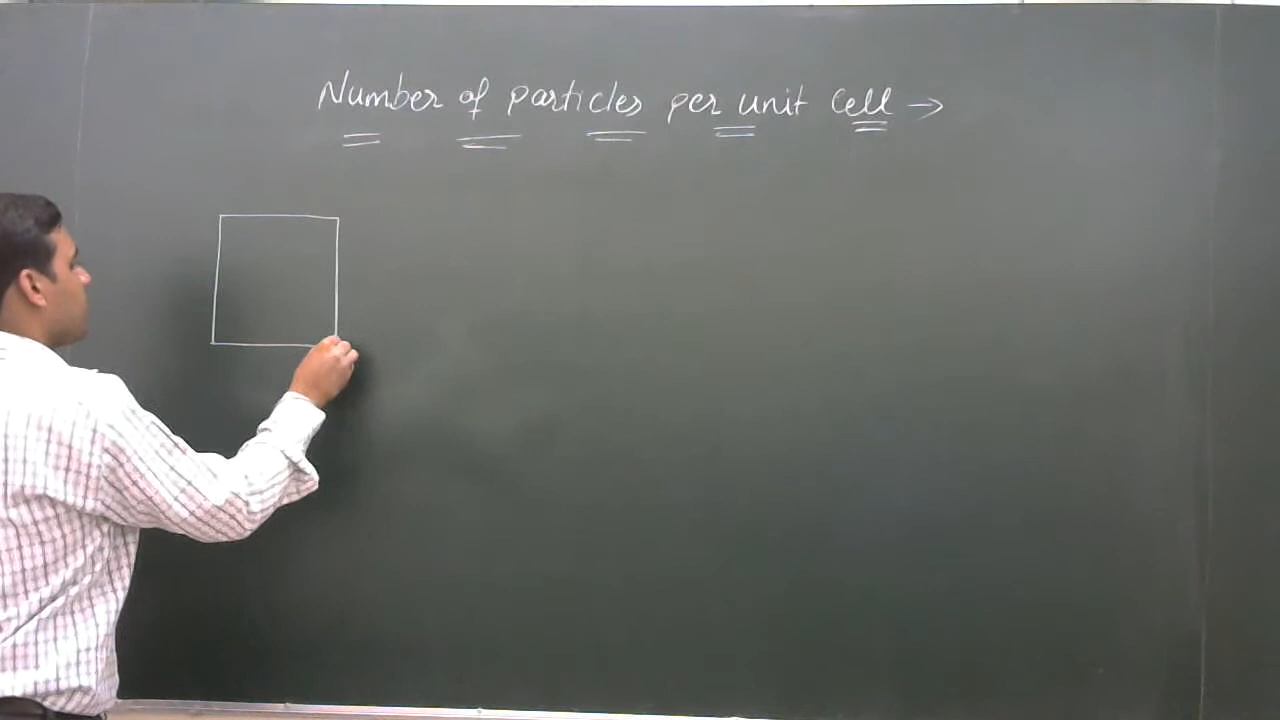 Number of particles per unit cell →